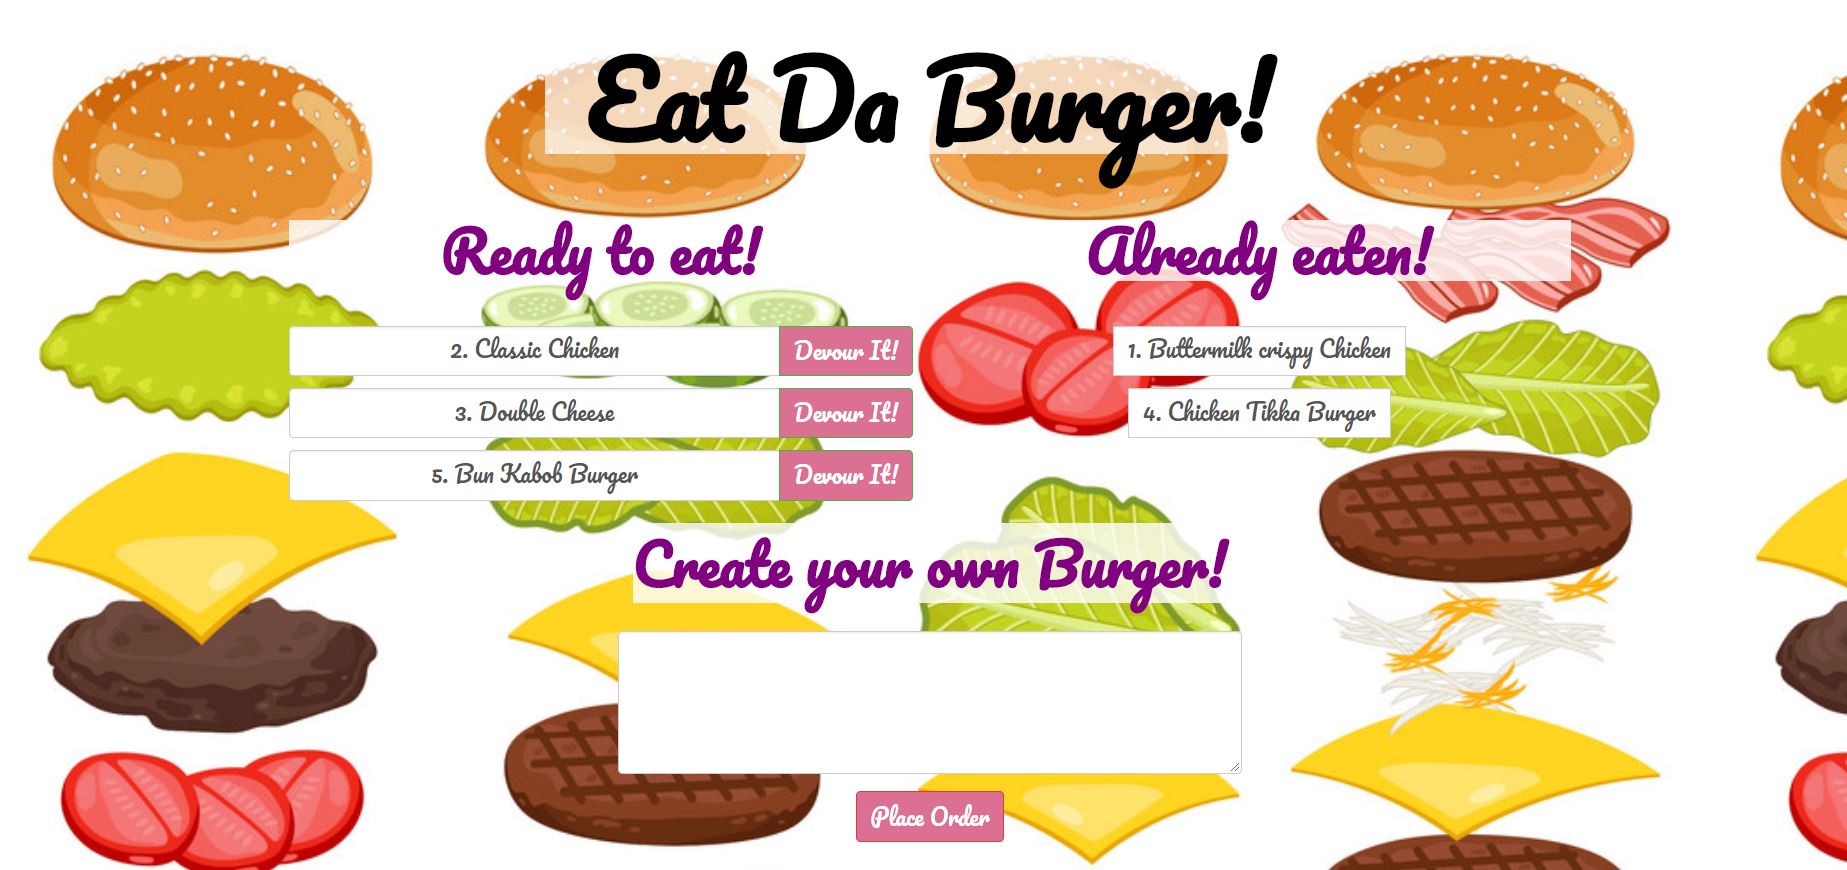 Eat Da Burger!
Ready to eat!
2. Classic Chicken Devour It!
3. Double Cheese Devour It!
5. Bun Kabob Burger Devour It!
Already eaten!
1. Buttermilk crispy Chicken
4. Chicken Tikka Burger
Create your own Burger!
Place Order